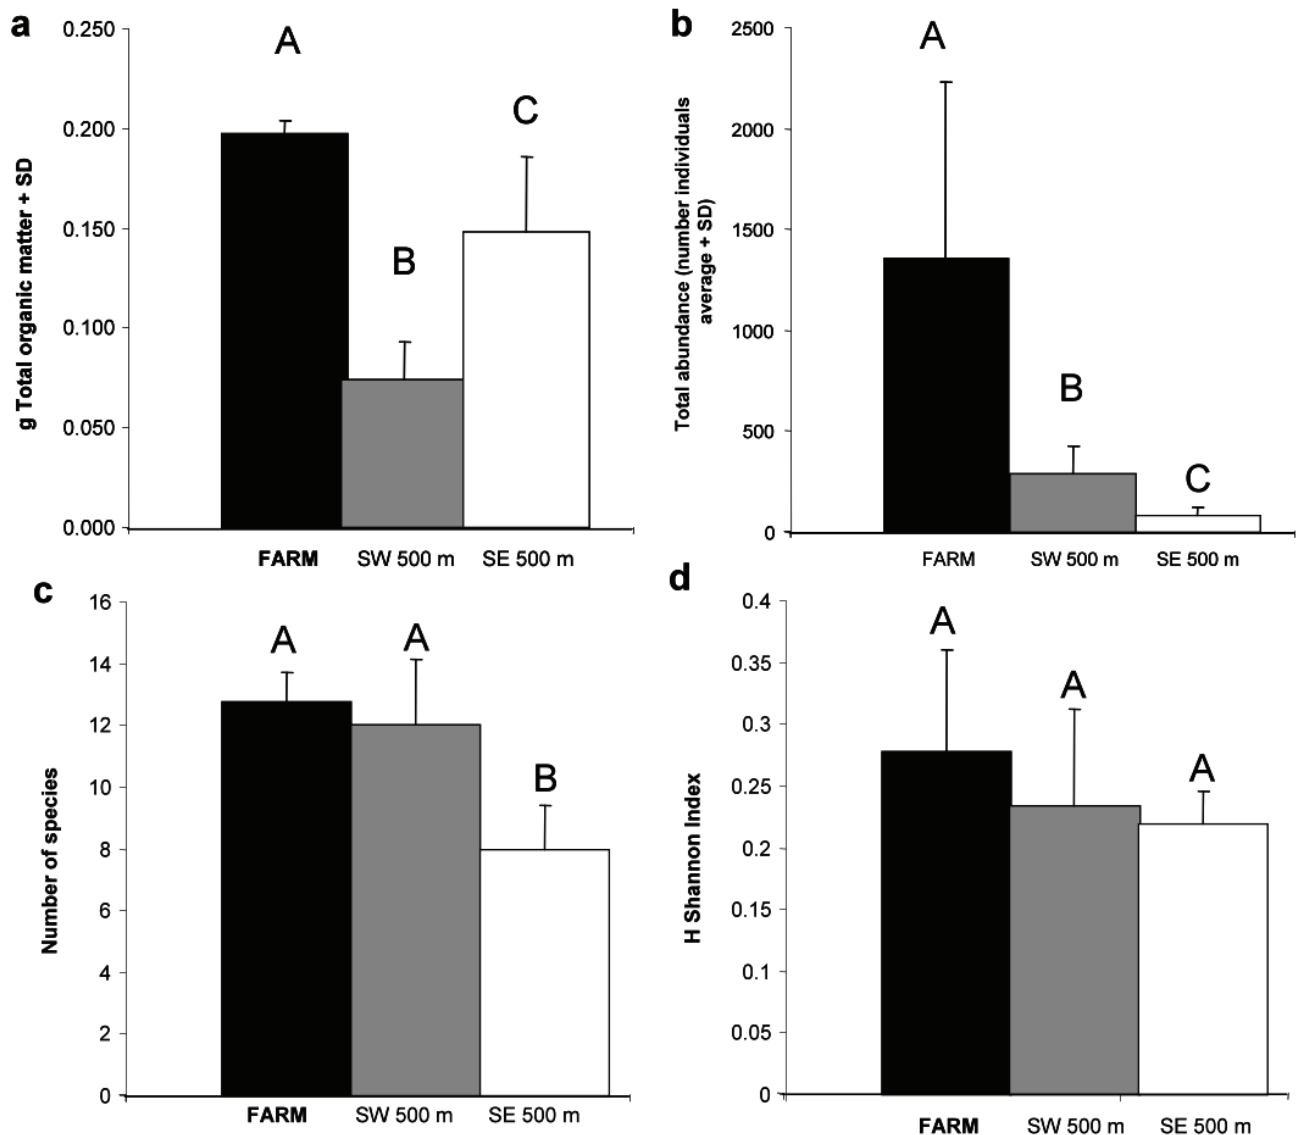 a
g Total organic matter + SD
0.250
0.200
0.150
0.100
0.050
0.000
A
B
C
FARM SW 500 m SE 500 m
b
Total abundance (number individuals
average + SD)
2500
2000
1500
1000
500
0
A
B
C
FARM SW 500 m SE 500 m
c
Number of species
16
14
12
10
8
6
4
2
0
A
A
B
FARM SW 500 m SE 500 m
d
H Shannon Index
0.4
0.35
0.3
0.25
0.2
0.15
0.1
0.05
0
A
A
A
FARM SW 500 m SE 500 m